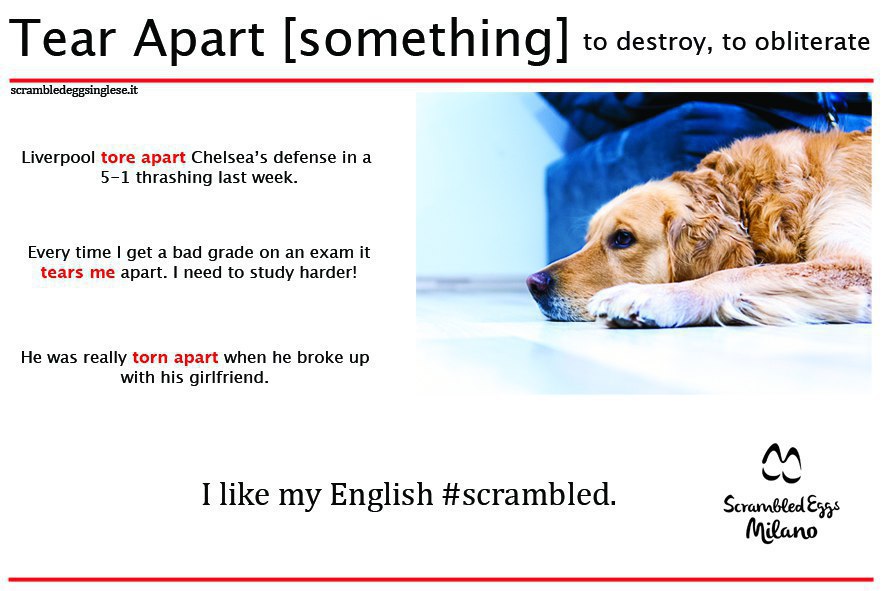 Tear Apart [something] to destroy, to obliterate
scrambledeggsinglese.it
Liverpool tore apart Chelsea’s defense in a
5-1 thrashing last week.
Every time I get a bad grade on an exam it
tears me apart. I need to study harder!
He was really torn apart when he broke up
with his girlfriend.
I like my English #scrambled.
Scrambled Eggs
Milano